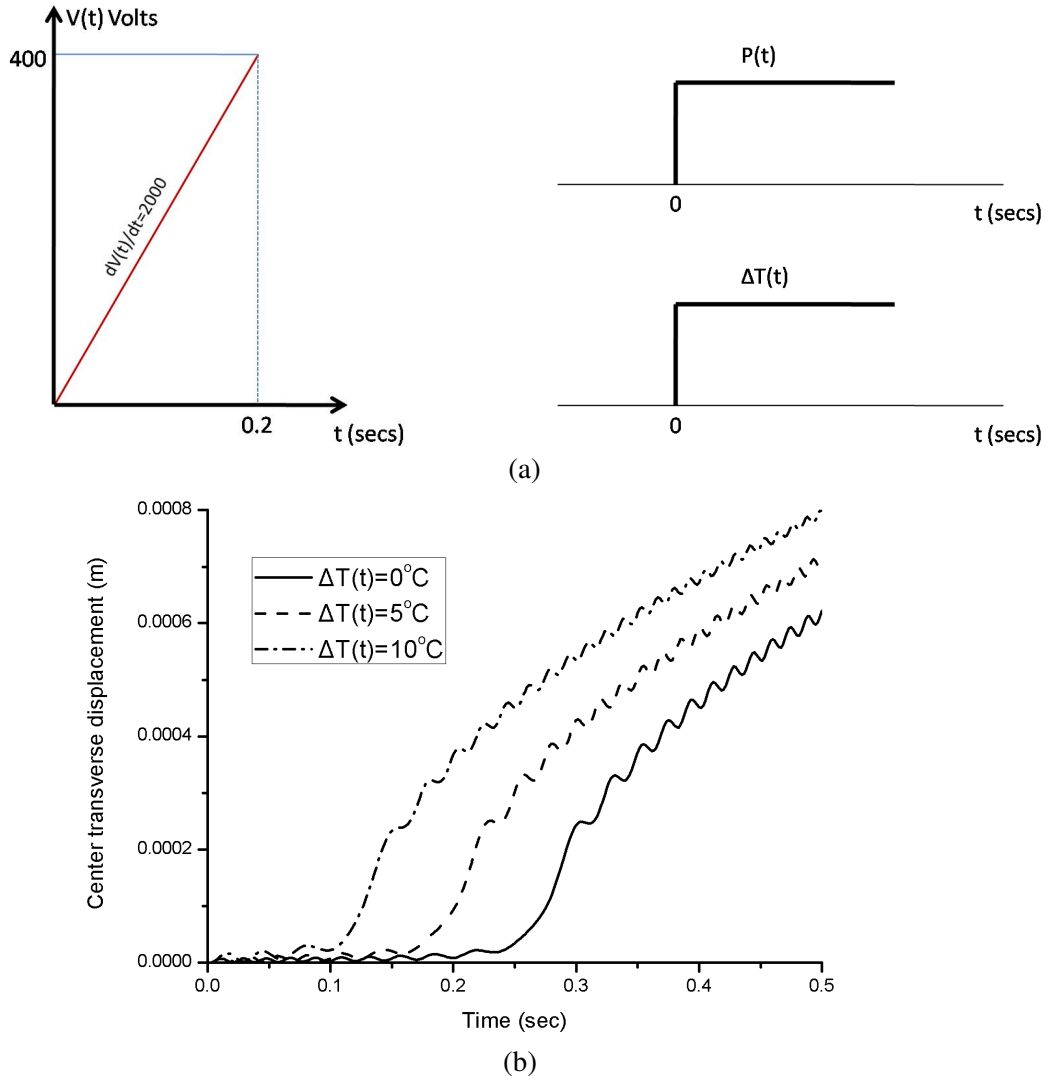 V(t) Volts
400
dV(t)/dt=2000
0.2
t (secs)
P(t)
0
t (secs)
ΔT(t)
0
t (secs)
(a)
0.0008
0.0006
0.0004
0.0002
0.0000
Center transverse displacement (m)
ΔT(t)=0°C
ΔT(t)=5°C
ΔT(t)=10°C
0.0
0.1
0.2
0.3
0.4
0.5
Time (sec)
(b)